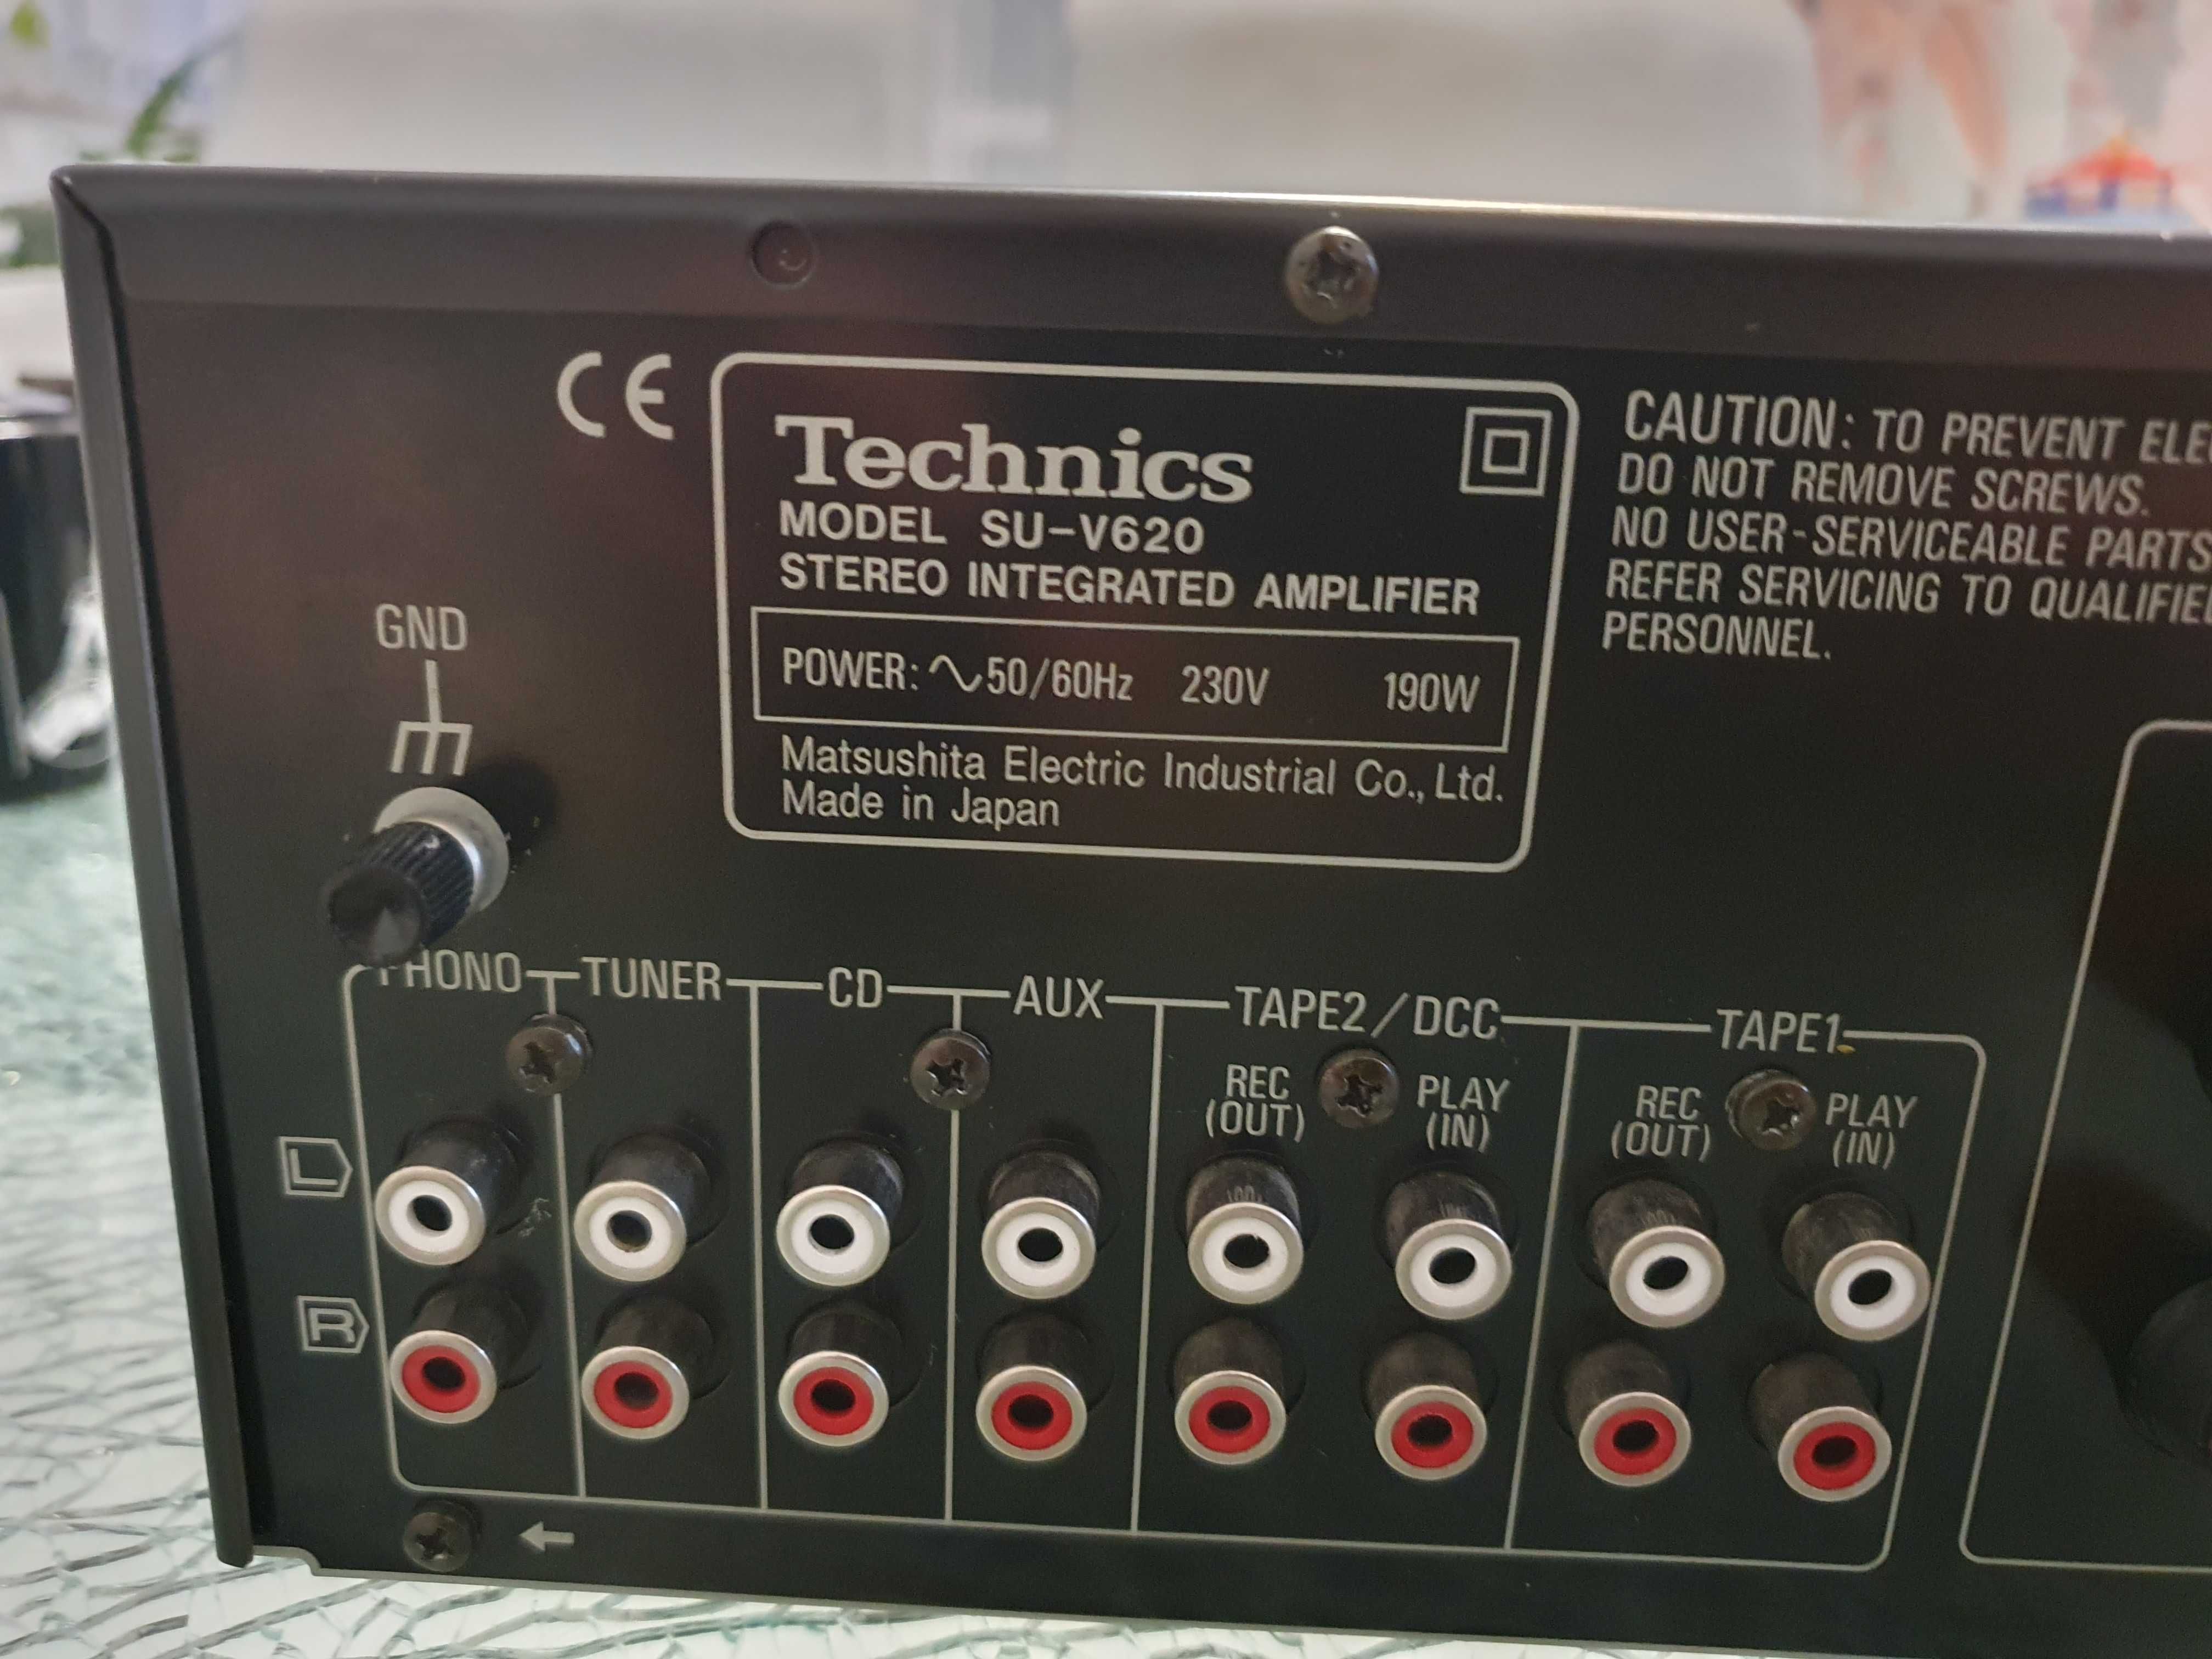 CE
Technics
MODEL SU-V620
STEREO INTEGRATED AMPLIFIER
POWER: ∿50/60Hz 230V 190W
Matsushita Electric Industrial Co., Ltd.
Made in Japan
CAUTION: TO PREVENT
DO NOT REMOVE SCREWS.
NO USER-SERVICEABLE PARTS
REFER SERVICING TO
PERSONNEL.
GND
PHONO TUNER CD AUX TAPE2/DCC TAPE1
REC (OUT) PLAY (IN) REC (OUT) PLAY (IN)
L
R